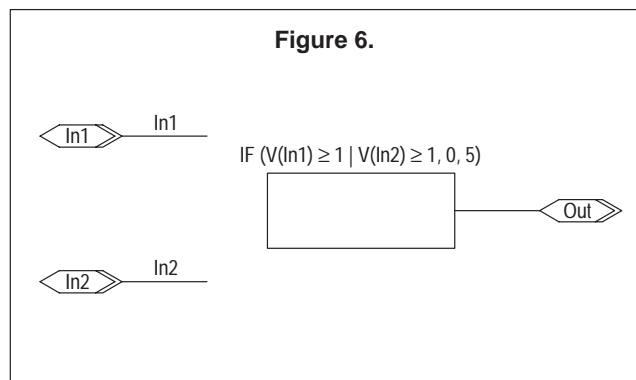 Figure 6.
In1
In1
IF (V(In1) ≥ 1 | V(In2) ≥ 1, 0, 5)
Out
In2
In2